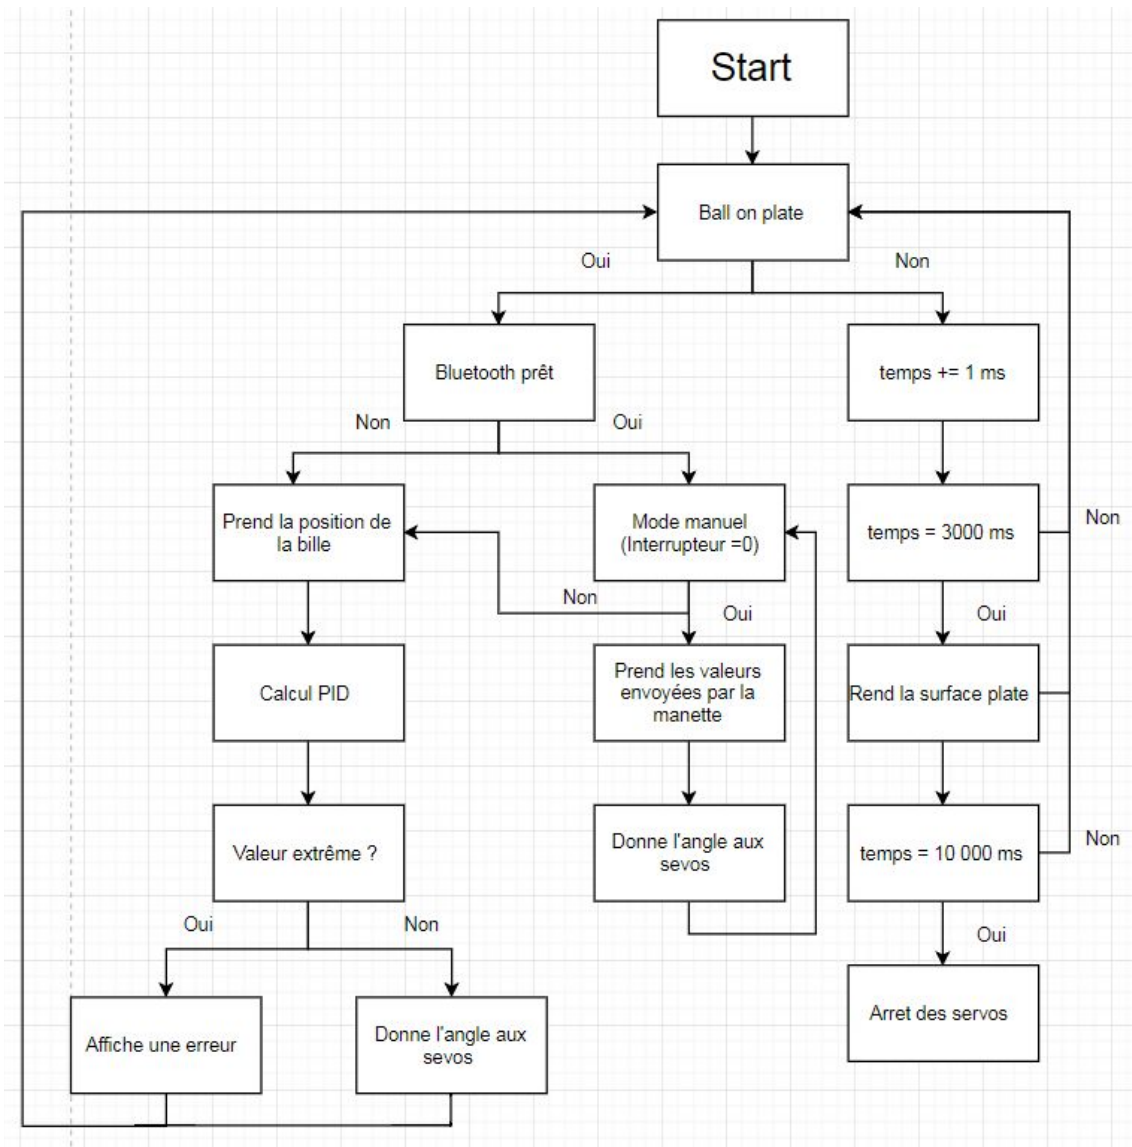 Start
Ball on plate
Oui
Non
Bluetooth prêt
temps += 1 ms
Non
Oui
Prend la position de
la bille
Mode manuel
(Interrupteur =0)
temps = 3000 ms
Non
Non
Oui
Oui
Calcul PID
Prend les valeurs
envoyées par la
manette
Rend la surface plate
Valeur extrême ?
Donne l'angle aux
sevos
temps = 10 000 ms
Non
Oui
Non
Oui
Affiche une erreur
Donne l'angle aux
sevos
Arret des servos